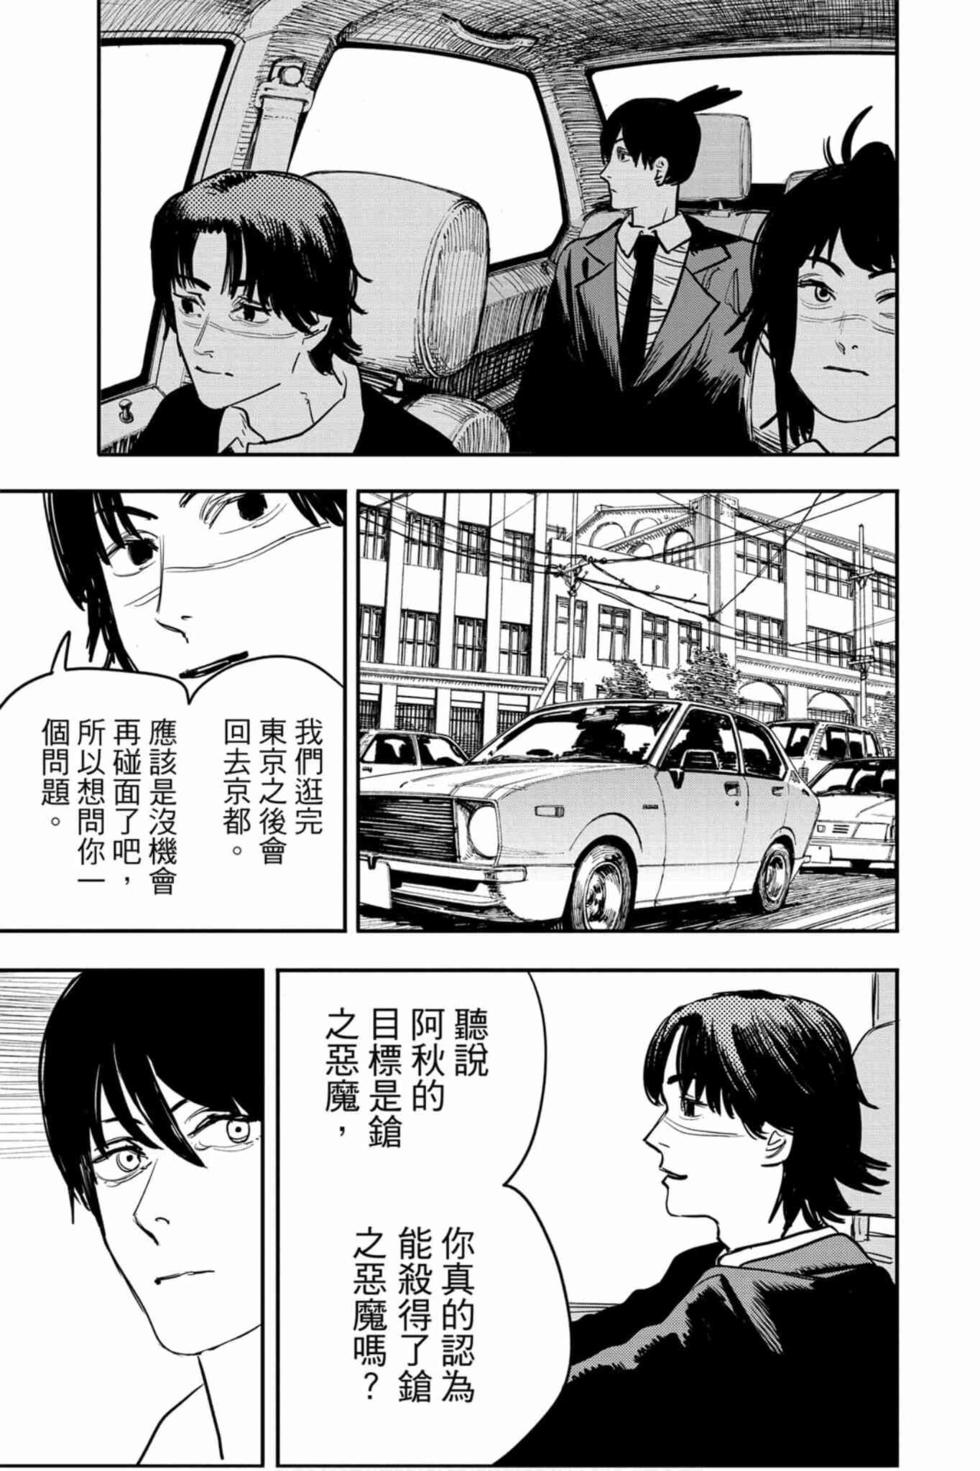 我們逛完
東京之後會
回去京都。
應該是沒機會
再碰面了吧，
所以想問你一
個問題。
聽說
阿秋的
目標是鎗
之惡魔，
你真的認為
能殺得了鎗
之惡魔嗎？